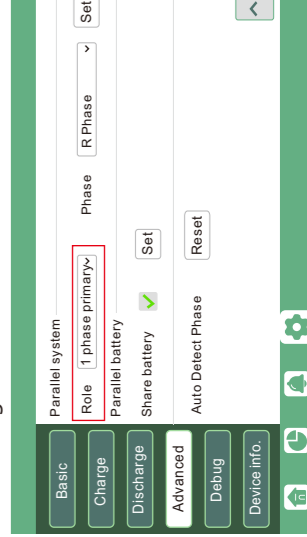 Basic
Charge
Discharge
Advanced
Debug
Device info.
Parallel system
Role 1 phase primary Phase R Phase Set
Parallel battery
Share battery Set
Auto Detect Phase Reset